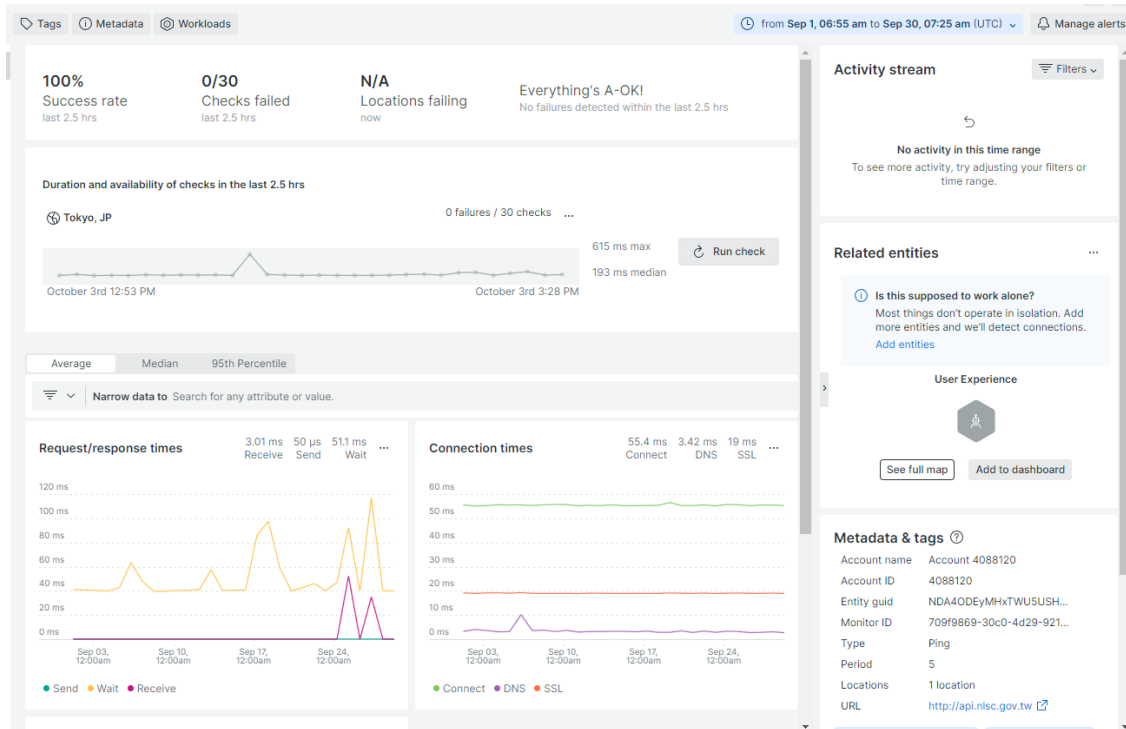 Tags Metadata Workloads
from Sep 1, 06:55 am to Sep 30, 07:25 am (UTC) Manage alerts
100%
Success rate
last 2.5 hrs
0/30
Checks failed
last 2.5 hrs
N/A
Locations failing
now
Everything's A-OK!
No failures detected within the last 2.5 hrs
Duration and availability of checks in the last 2.5 hrs
Tokyo, JP
0 failures / 30 checks ...
615 ms max
193 ms median
Run check
October 3rd 12:53 PM
October 3rd 3:28 PM
Average Median 95th Percentile
Narrow data to Search for any attribute or value.
Request/response times
3.01 ms 50 µs 51.1 ms ...
Receive Send Wait
120 ms
100 ms
80 ms
60 ms
40 ms
20 ms
0 ms
Sep 03, Sep 10, Sep 17, Sep 24,
12:00am 12:00am 12:00am 12:00am
Send Wait Receive
Connection times
55.4 ms 3.42 ms 19 ms ...
Connect DNS SSL
60 ms
50 ms
40 ms
30 ms
20 ms
10 ms
0 ms
Sep 03, Sep 10, Sep 17, Sep 24,
12:00am 12:00am 12:00am 12:00am
Connect DNS SSL
Activity stream
Filters
No activity in this time range
To see more activity, try adjusting your filters or
time range.
Related entities ...
Is this supposed to work alone?
Most things don't operate in isolation. Add
more entities and we'll detect connections.
Add entities
User Experience
See full map Add to dashboard
Metadata & tags
Account name Account 4088120
Account ID 4088120
Entity guid NDA4ODEyMHxTWU5USH...
Monitor ID 709f9869-30c0-4d29-921...
Type Ping
Period 5
Locations 1 location
URL http://api.nlsc.gov.tw